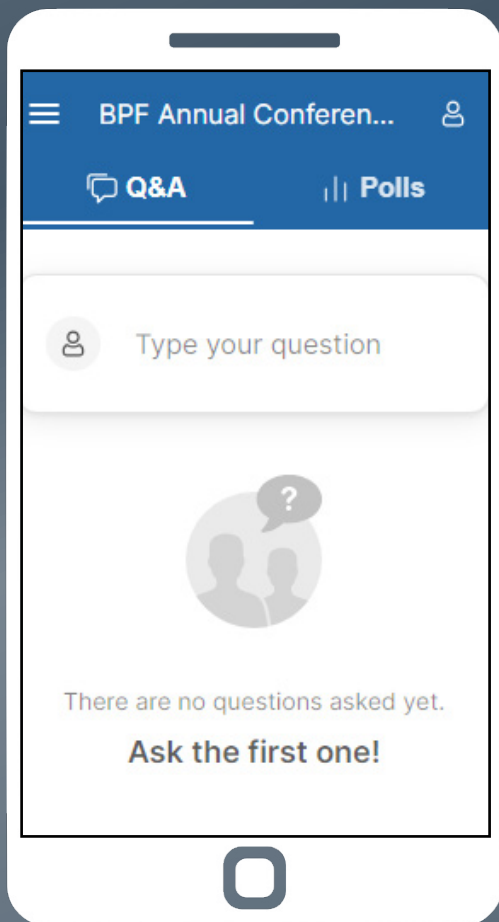 BPF Annual Conferen...
Q&A Polls
Type your question
?
There are no questions asked yet.
Ask the first one!